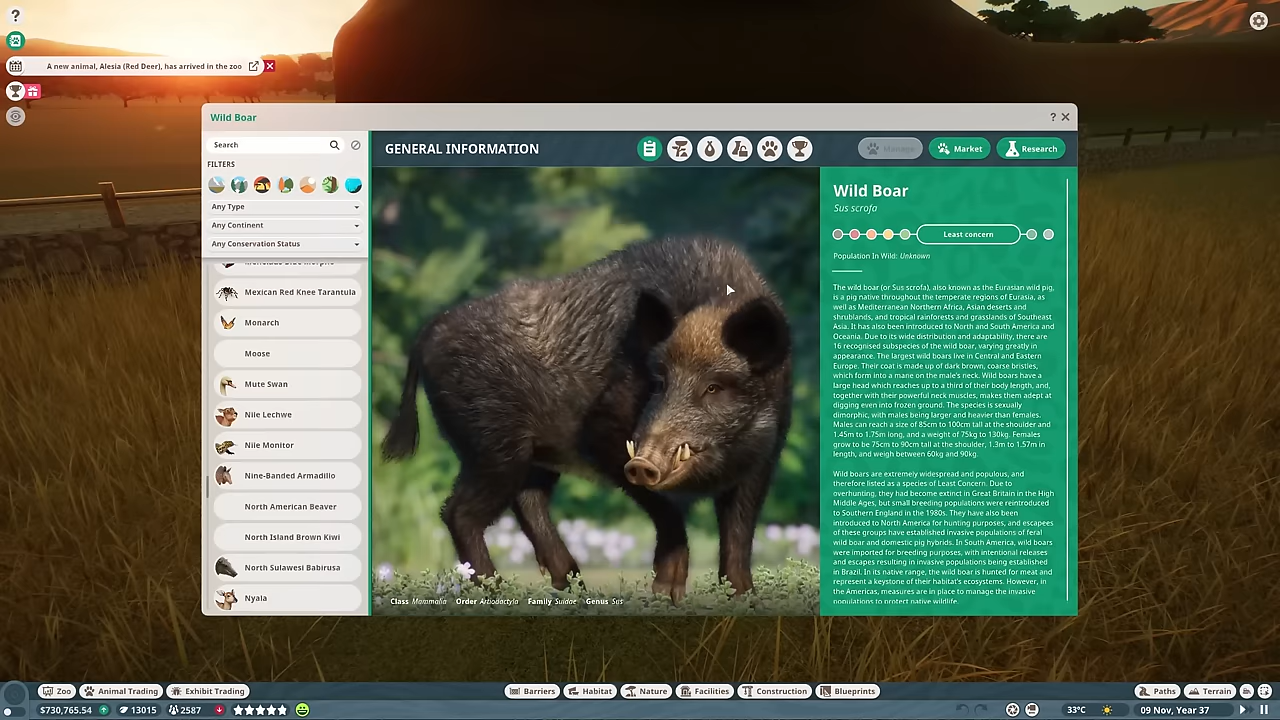 ?
A new animal, Alesia (Red Deer), has arrived in the zoo
Wild Boar
?
Search
FILTERS
Any Type
Any Continent
Any Conservation Status
Mexican Red Knee Tarantula
Monarch
Moose
Mute Swan
Nile Lechwe
Nile Monitor
Nine-Banded Armadillo
North American Beaver
North Island Brown Kiwi
North Sulawesi Babirusa
Nyala
GENERAL INFORMATION
Manage
Market
Research
Class Mammalia Order Artiodactyla Family Suidae Genus Sus
Wild Boar
Sus scrofa
Least concern
Population In Wild: Unknown
The wild boar (or Sus scrofa), also known as the Eurasian wild pig,
is a pig native throughout the temperate regions of Eurasia, as
well as Mediterranean Northern Africa, Asian deserts and
shrublands, and tropical rainforests and grasslands of Southeast
Asia. It has also been introduced to North and South America and
Oceania. Due to its wide distribution and adaptability, there are
16 recognised subspecies of the wild boar, varying greatly in
appearance. The largest wild boars live in Central and Eastern
Europe. Their coat is made up of dark brown, coarse bristles,
which form into a mane on the male's neck. Wild boars have a
large head which reaches up to a third of their body length, and,
together with their powerful neck muscles, makes them adept at
digging even into frozen ground. The species is sexually
dimorphic, with males being larger and heavier than females.
Males can reach a size of 85cm to 100cm tall at the shoulder and
1.45m to 1.75m long, and a weight of 75kg to 130kg. Females
grow to be 75cm to 90cm tall at the shoulder, 1.3m to 1.57m in
length, and weigh between 60kg and 90kg.
Wild boars are extremely widespread and populous, and
therefore listed as a species of Least Concern. Due to
overhunting, they had become extinct in Great Britain in the High
Middle Ages, but small breeding populations were reintroduced
to Southern England in the 1980s. They have also been
introduced to North America for hunting purposes, and escapees
of these groups have established invasive populations of feral
wild boar and domestic pig hybrids. In South America, wild boars
were imported for breeding purposes, with intentional releases
and escapes resulting in invasive populations being established
in Brazil. In its native range, the wild boar is hunted for meat and
represent a keystone of their habitat's ecosystems. However, in
the Americas, measures are in place to manage the invasive
populations to protect native wildlife.
Zoo
Animal Trading
Exhibit Trading
Barriers
Habitat
Nature
Facilities
Construction
Blueprints
Paths
Terrain
$730,765.54
13015
2587
33°C
09 Nov, Year 37